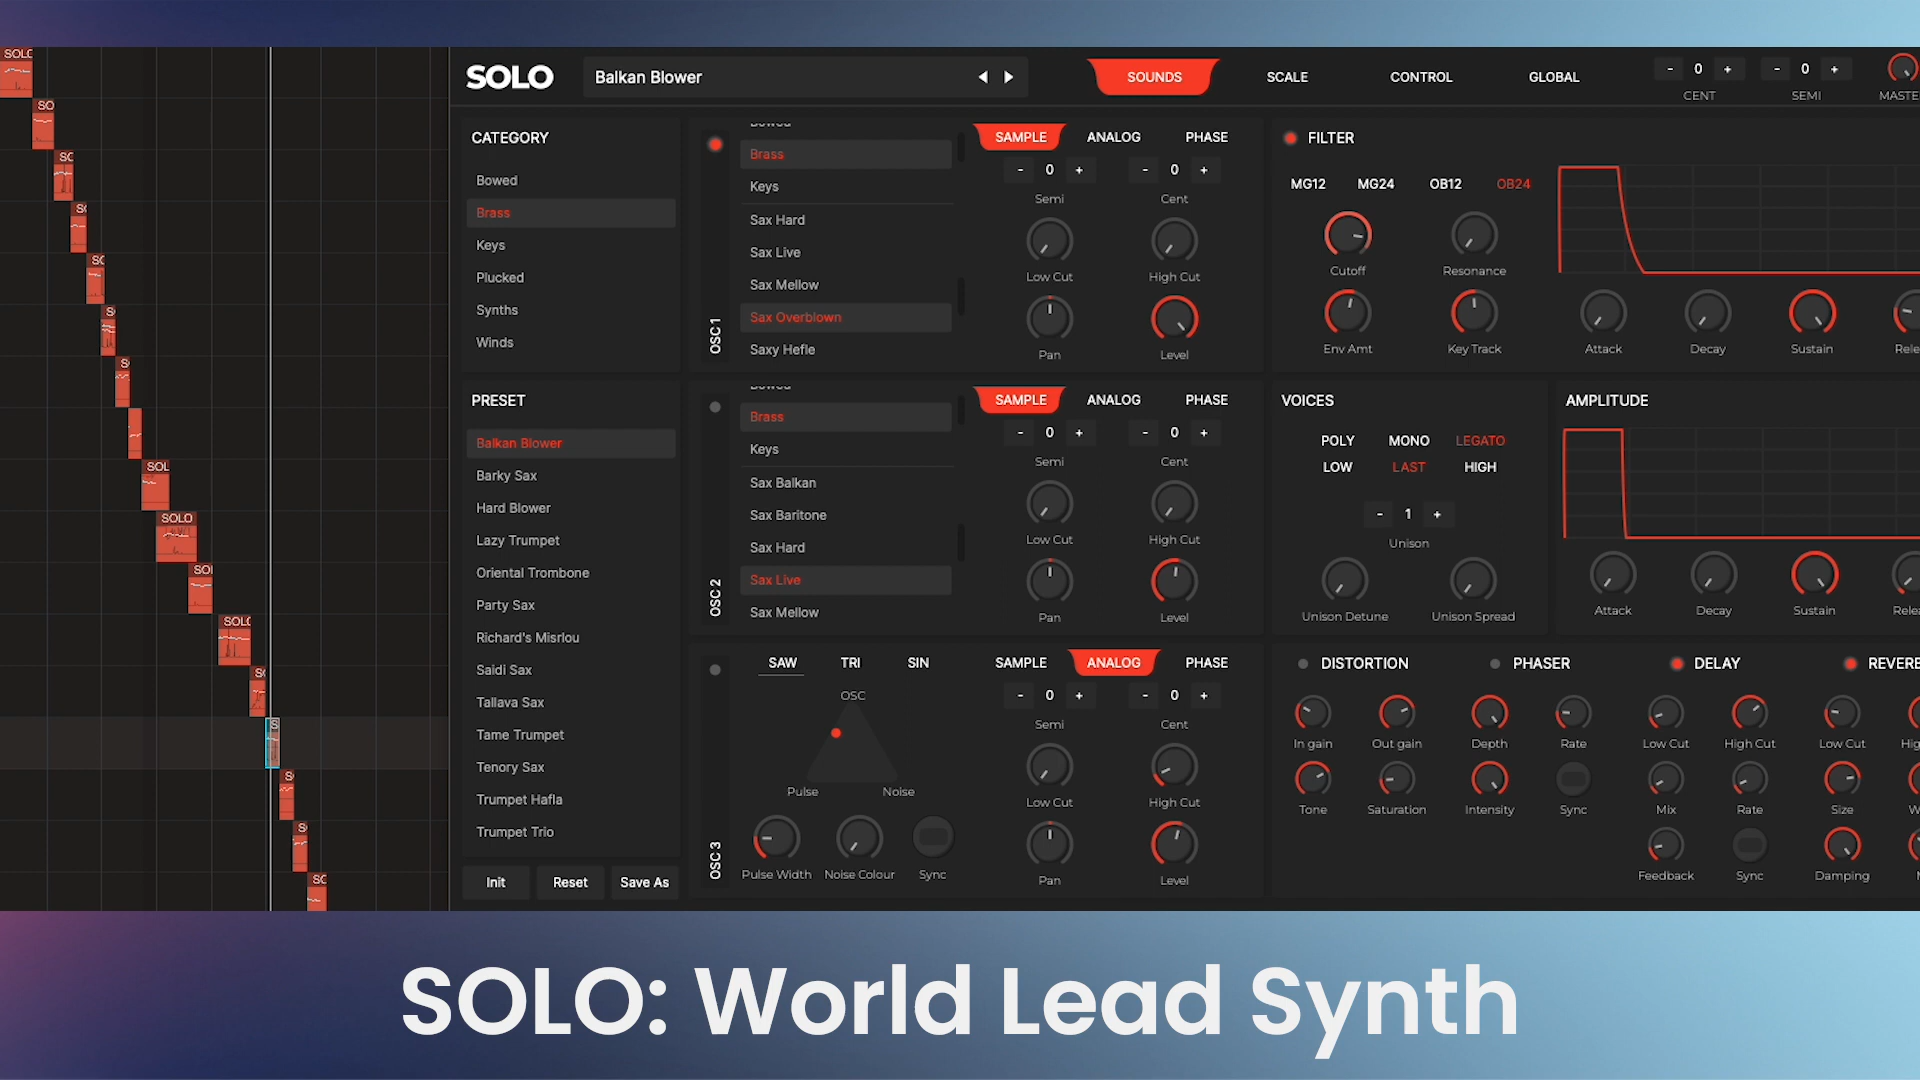 SOLO
Balkan Blower
SOUNDS
SCALE
CONTROL
GLOBAL
- 0 +
CENT
- 0 +
SEMI
CATEGORY
Bowed
Brass
Keys
Plucked
Synths
Winds
PRESET
Balkan Blower
Barky Sax
Hard Blower
Lazy Trumpet
Oriental Trombone
Party Sax
Richard's Misrlou
Saidi Sax
Tallava Sax
Tame Trumpet
Tenory Sax
Trumpet Hafla
Trumpet Trio
Init
Reset
Save As
OSC 1
Brass
Keys
Sax Hard
Sax Live
Sax Mellow
Sax Overblown
Saxy Hefle
SAMPLE ANALOG PHASE
- 0 + - 0 +
Semi Cent
Low Cut High Cut
Pan Level
OSC 2
Brass
Keys
Sax Balkan
Sax Baritone
Sax Hard
Sax Live
Sax Mellow
SAMPLE ANALOG PHASE
- 0 + - 0 +
Semi Cent
Low Cut High Cut
Pan Level
OSC 3
SAW TRI SIN
OSC
Pulse Noise
Pulse Width Noise Colour Sync
SAMPLE ANALOG PHASE
- 0 + - 0 +
Semi Cent
Low Cut High Cut
Pan Level
FILTER
MG12 MG24 OB12 OB24
Cutoff Resonance
Env Amt Key Track
Attack Decay Sustain
VOICES
POLY MONO LEGATO
LOW LAST HIGH
- 1 +
Unison
Unison Detune Unison Spread
AMPLITUDE
Attack Decay Sustain
DISTORTION
In gain Out gain
Tone Saturation
PHASER
Depth Rate
Intensity Sync
DELAY
Low Cut High Cut
Mix Rate
Feedback Sync
Low Cut
Size
Damping
SOLO: World Lead Synth